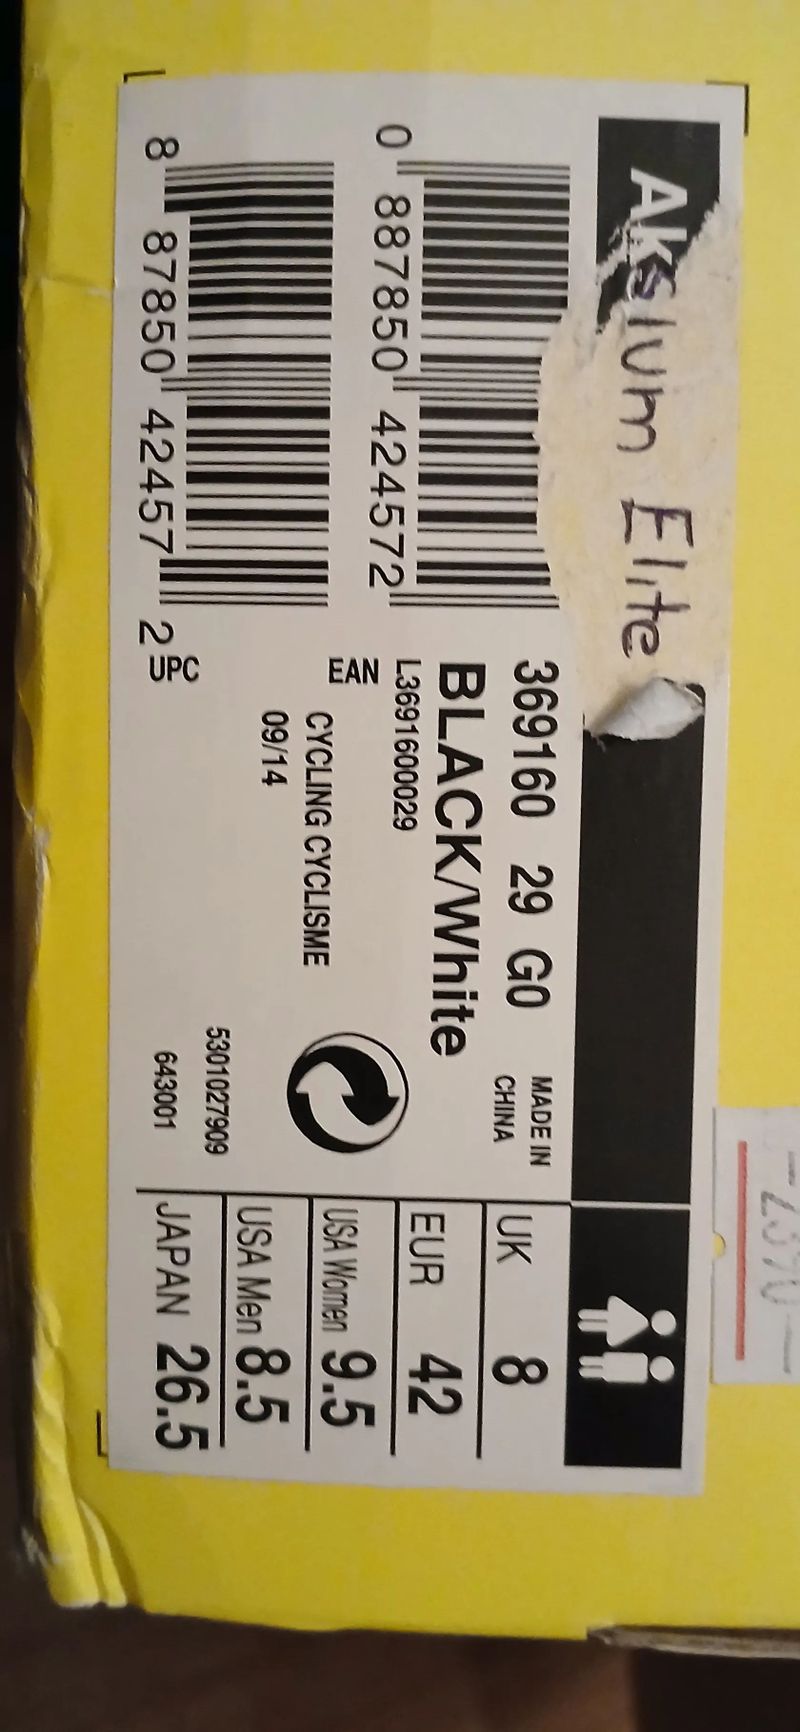 Aksium Elite
0 887850 424572
369160 29 G0
MADE IN
CHINA
BLACK/White
L3691600029
EAN
8 87850 42457 2
UPC
CYCLING CYCLISME
09/14
5301027909
643001
UK 8
EUR 42
USA Women 9.5
USA Men 8.5
JAPAN 26.5